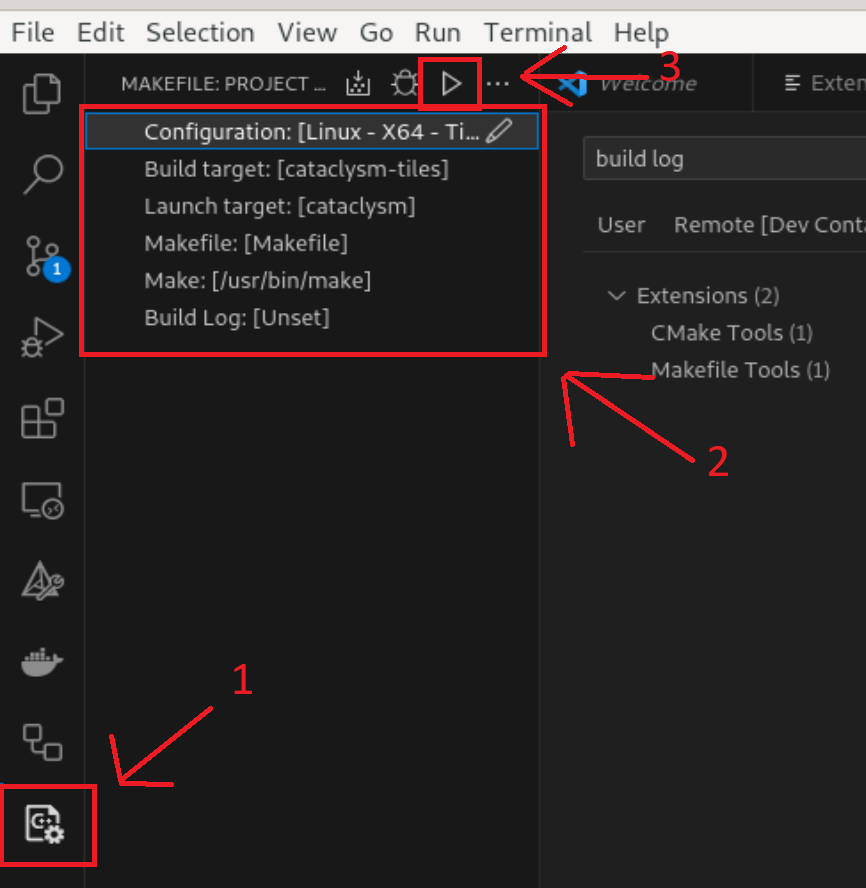 File Edit Selection View Go Run Terminal Help
MAKEFILE: PROJECT ...
3
Welcome
Exten
Configuration: [Linux - X64 - Ti...
Build target: [cataclysm-tiles]
Launch target: [cataclysm]
Makefile: [Makefile]
Make: [/usr/bin/make]
Build Log: [Unset]
build log
User Remote [Dev Conta
Extensions (2)
CMake Tools (1)
Makefile Tools (1)
2
1
1
C++